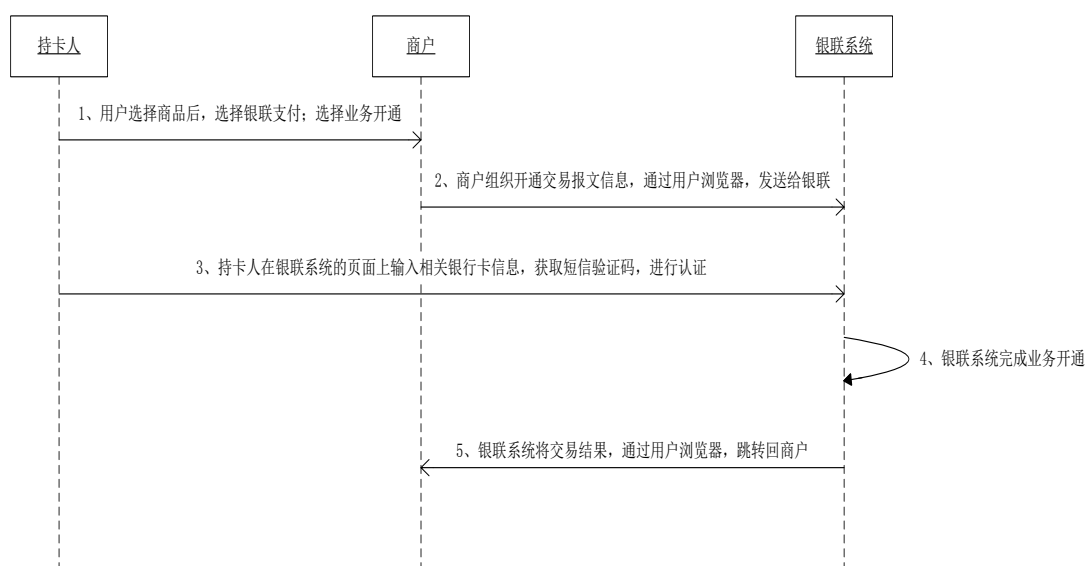 持卡人
商户
银联系统
1、用户选择商品后，选择银联支付；选择业务开通
2、商户组织开通交易报文信息，通过用户浏览器，发送给银联
3、持卡人在银联系统的页面上输入相关银行卡信息，获取短信验证码，进行认证
4、银联系统完成业务开通
5、银联系统将交易结果，通过用户浏览器，跳转回商户